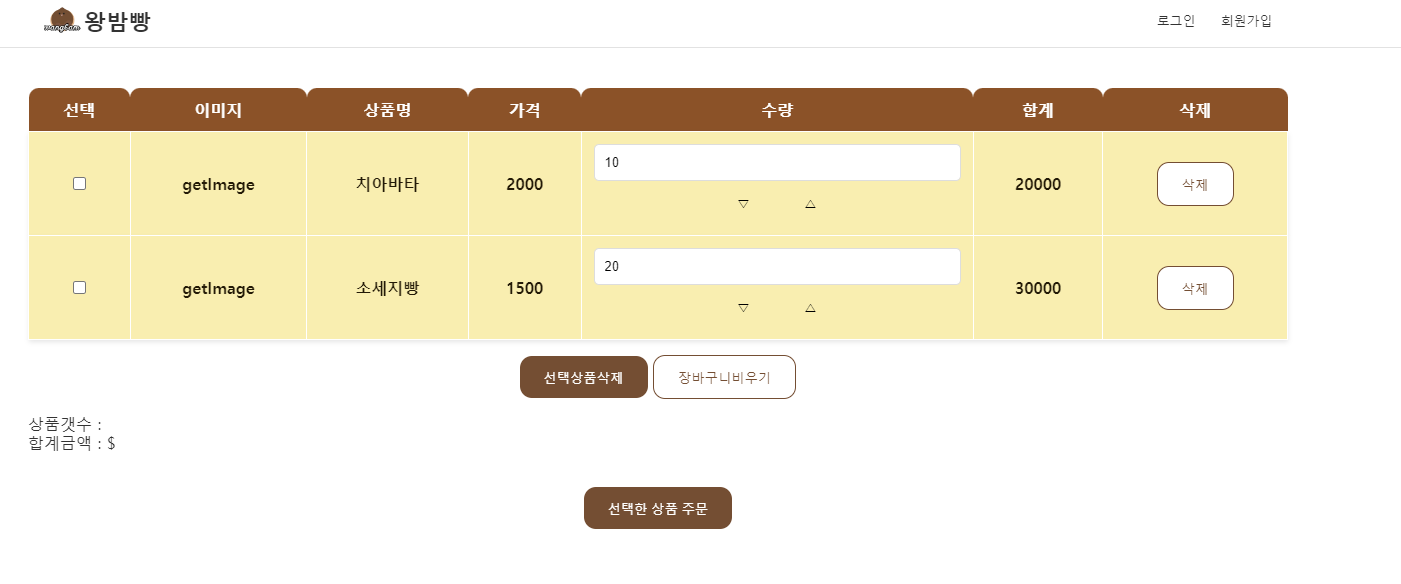 wangbam 왕밤빵 로그인 회원가입
선택 이미지 상품명 가격 수량 합계 삭제
10
getImage 치아바타 2000 20000 삭제
▽ △
20
getImage 소세지빵 1500 30000 삭제
▽ △
선택상품삭제 장바구니비우기
상품갯수 :
합계금액 : $
선택한 상품 주문